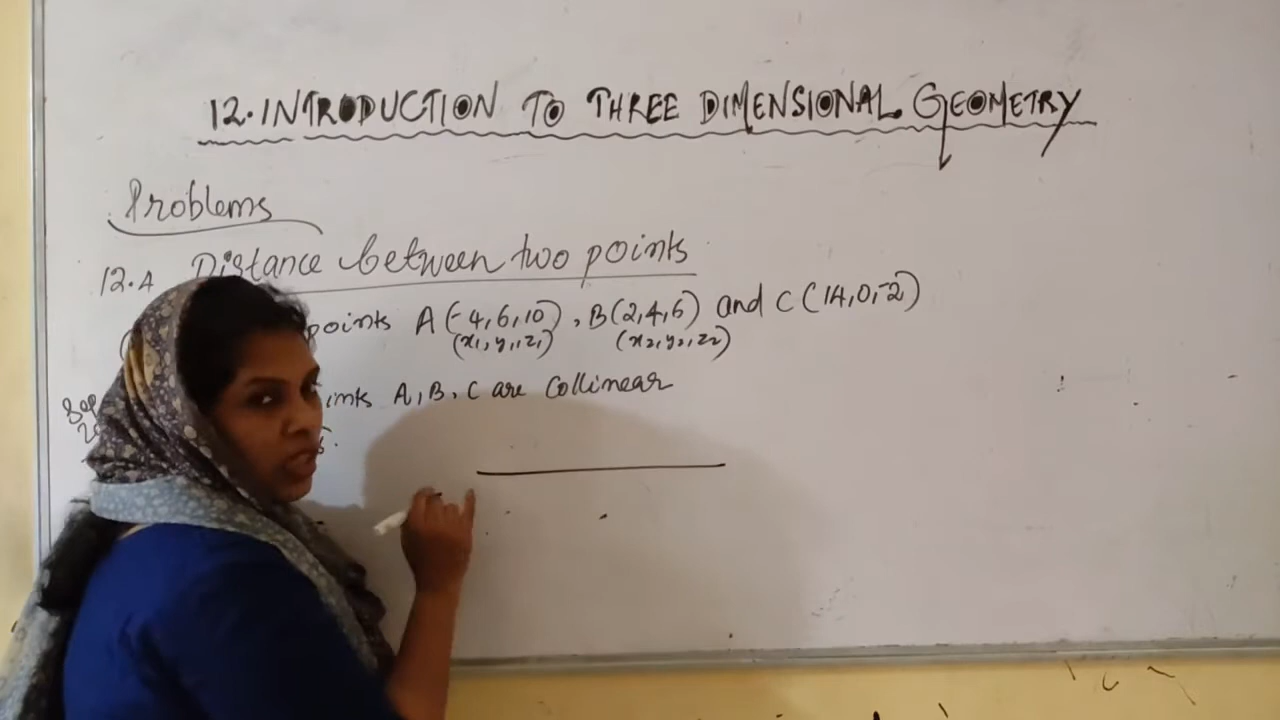 12. INTRODUCTION TO THREE DIMENSIONAL GEOMETRY
Problems
12.A Distance between two points
points A(-4,6,10), B(2,4,6) and C(14,0,-2)
(x₁,y₁,z₁) (x₂,y₂,z₂)
A, B, C are Collinear